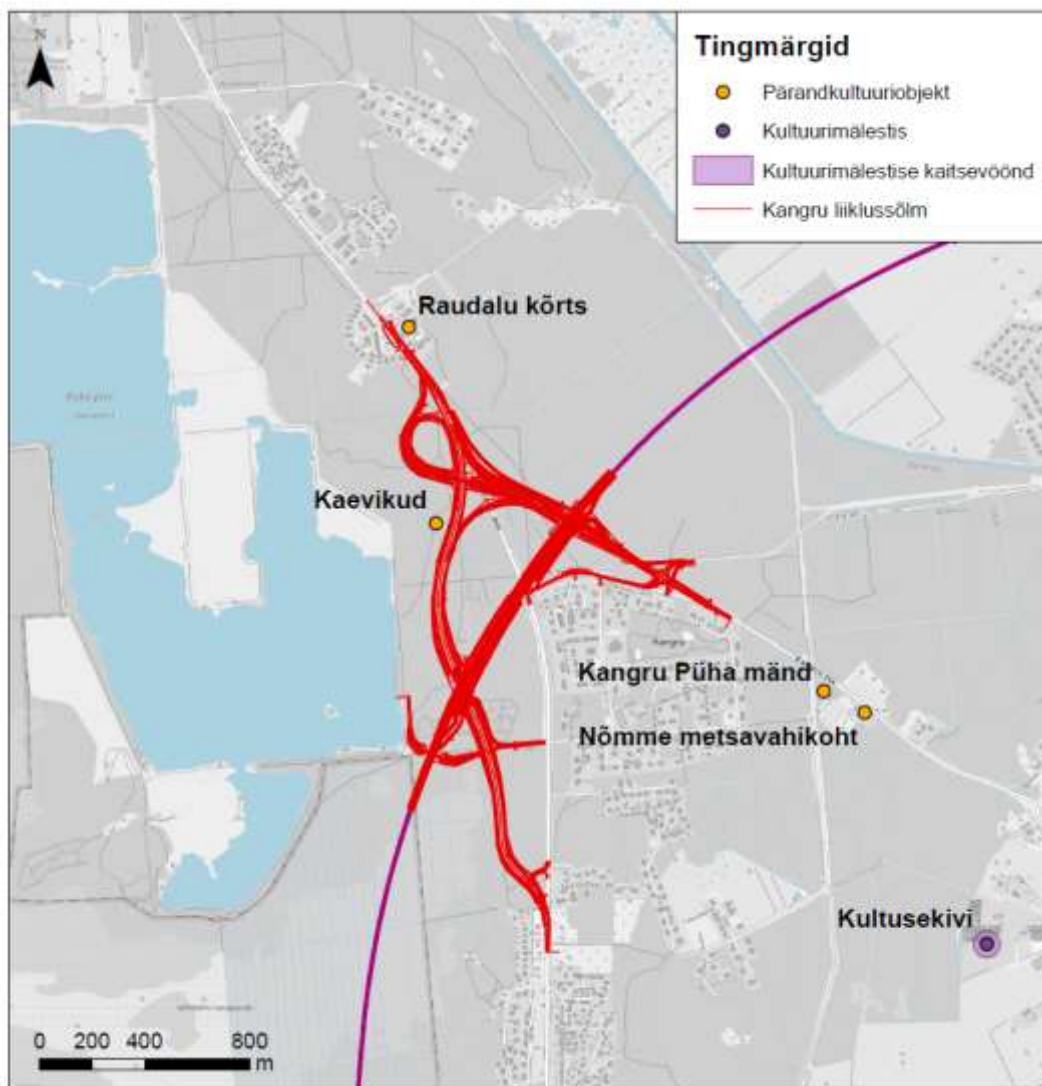 N
Tingmärgid
Pärandkultuuriobjekt
Kultuurimälestis
Kultuurimälestise kaitsevöönd
Kangru liiklussõlm
Raudalu kõrts
Kaevikud
Kangru
Kangru Püha mänd
Nõmme metsavahikoht
Kultusekivi
0 200 400 800
m